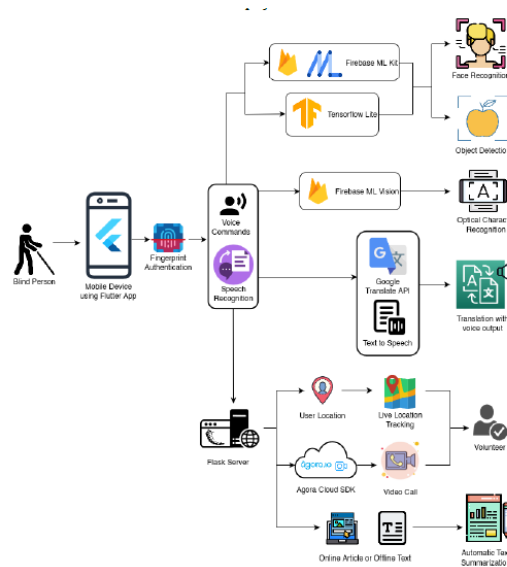 Firebase ML Kit
Face Recognition
Tensorflow Lite
Object Detection
Voice
Commands
Firebase ML Vision
A
Optical Charac
Recognition
Blind Person
Mobile Device
using Flutter App
Fingerprint
Authentication
Speech
Recognition
G
Google
Translate API
Text to Speech
A
Translation with
voice output
Flask Server
User Location
Live Location
Tracking
Volunteer
agora.io
Agora Cloud SDK
Video Call
T
Online Article or Offline Text
Automatic Tex
Summarizatio